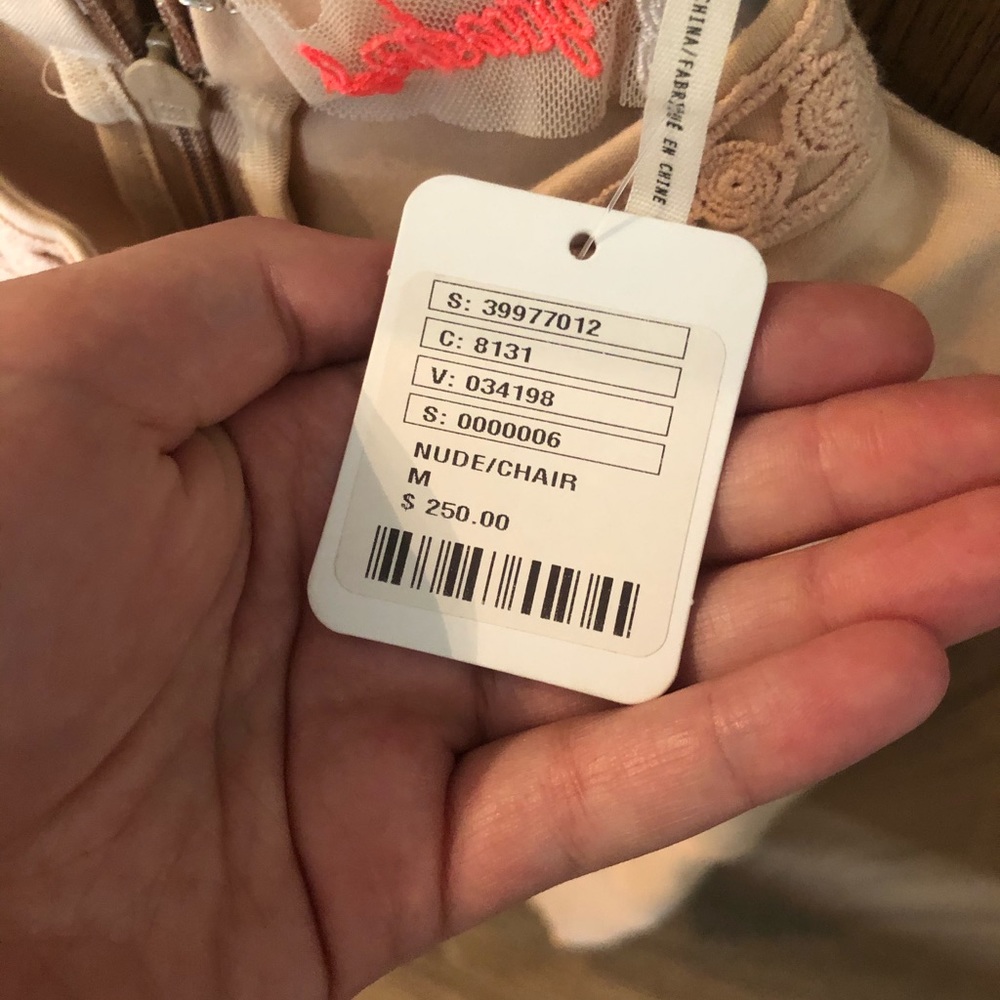 CHINA/FABRIQUÉ EN CHINE
S: 39977012
C: 8131
V: 034198
S: 0000006
NUDE/CHAIR
M
$ 250.00